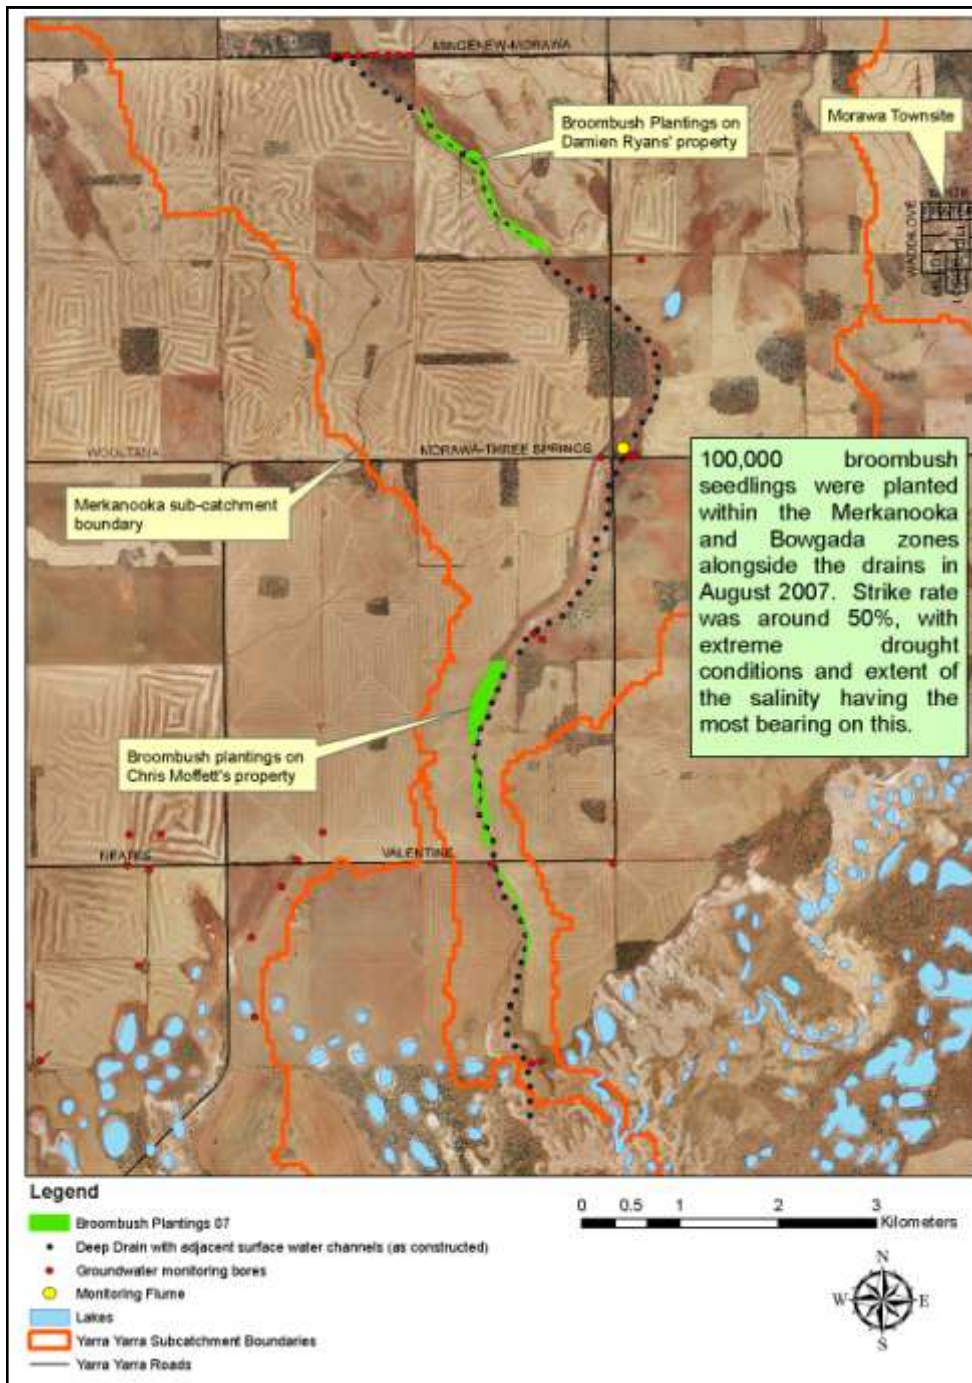 MINGENEW-MORAWA
Broombush Plantings on
Damien Ryans' property
Morawa Townsite
WADDILOVE
WOOLTANA
MORAWA-THREE SPRINGS
Merkanooka sub-catchment
boundary
100,000 broombush
seedlings were planted
within the Merkanooka
and Bowgada zones
alongside the drains in
August 2007. Strike rate
was around 50%, with
extreme drought
conditions and extent of
the salinity having the
most bearing on this.
Broombush plantings on
Chris Moffett's property
VALENTINE
Legend
Broombush Plantings 07
Deep Drain with adjacent surface water channels (as constructed)
Groundwater monitoring bores
Monitoring Flume
Lakes
Yarra Yarra Subcatchment Boundaries
Yarra Yarra Roads
0 0.5 1 2 3
Kilometers
N
W E
S